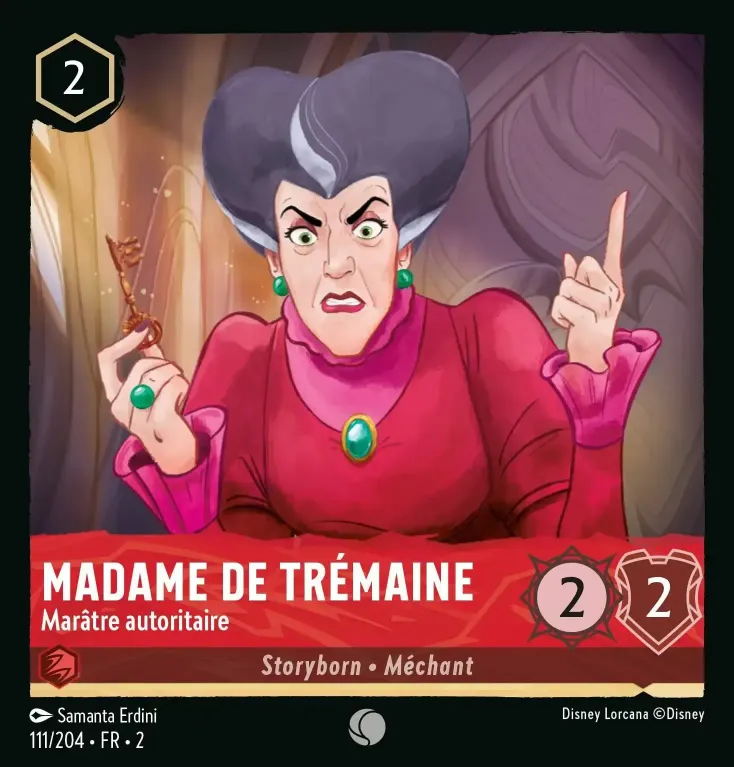 2
MADAME DE TRÉMAINE
Marâtre autoritaire
2
2
Storyborn • Méchant
Samanta Erdini
Disney Lorcana ©Disney
111/204 • FR • 2